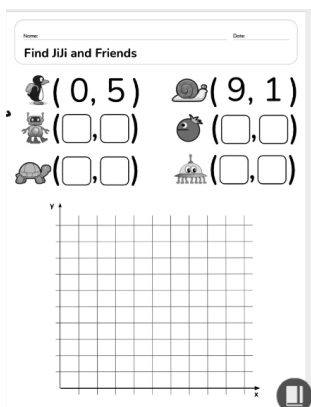 Name: Date:
Find JiJi and Friends
( 0, 5 ) ( 9, 1 )
( , ) ( , )
( , ) ( , )
y
x